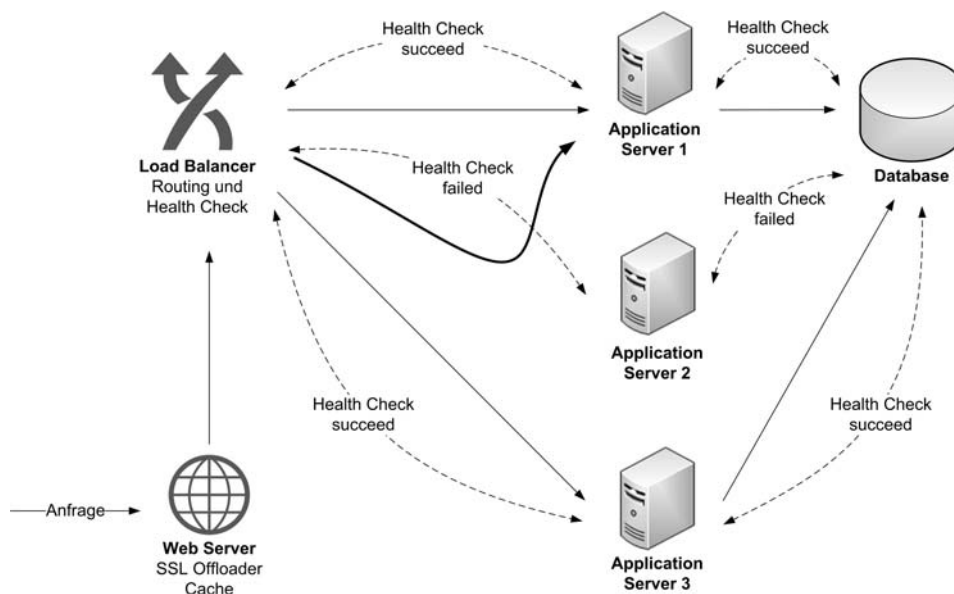 Health Check
succeed
Health Check
succeed
Application
Server 1
Load Balancer
Routing und
Health Check
Health Check
failed
Database
Health Check
failed
Application
Server 2
Health Check
succeed
Health Check
succeed
Anfrage
Web Server
SSL Offloader
Cache
Application
Server 3